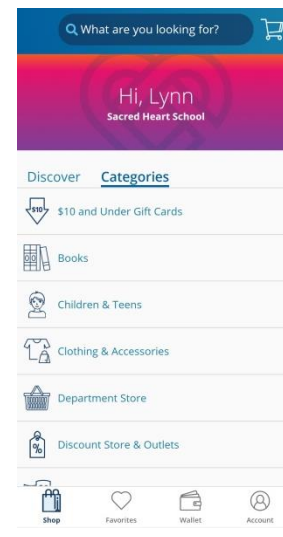 What are you looking for?
Hi, Lynn
Sacred Heart School
Discover Categories
$10 $10 and Under Gift Cards
Books
Children & Teens
Clothing & Accessories
Department Store
% Discount Store & Outlets
Shop Favorites Wallet Account